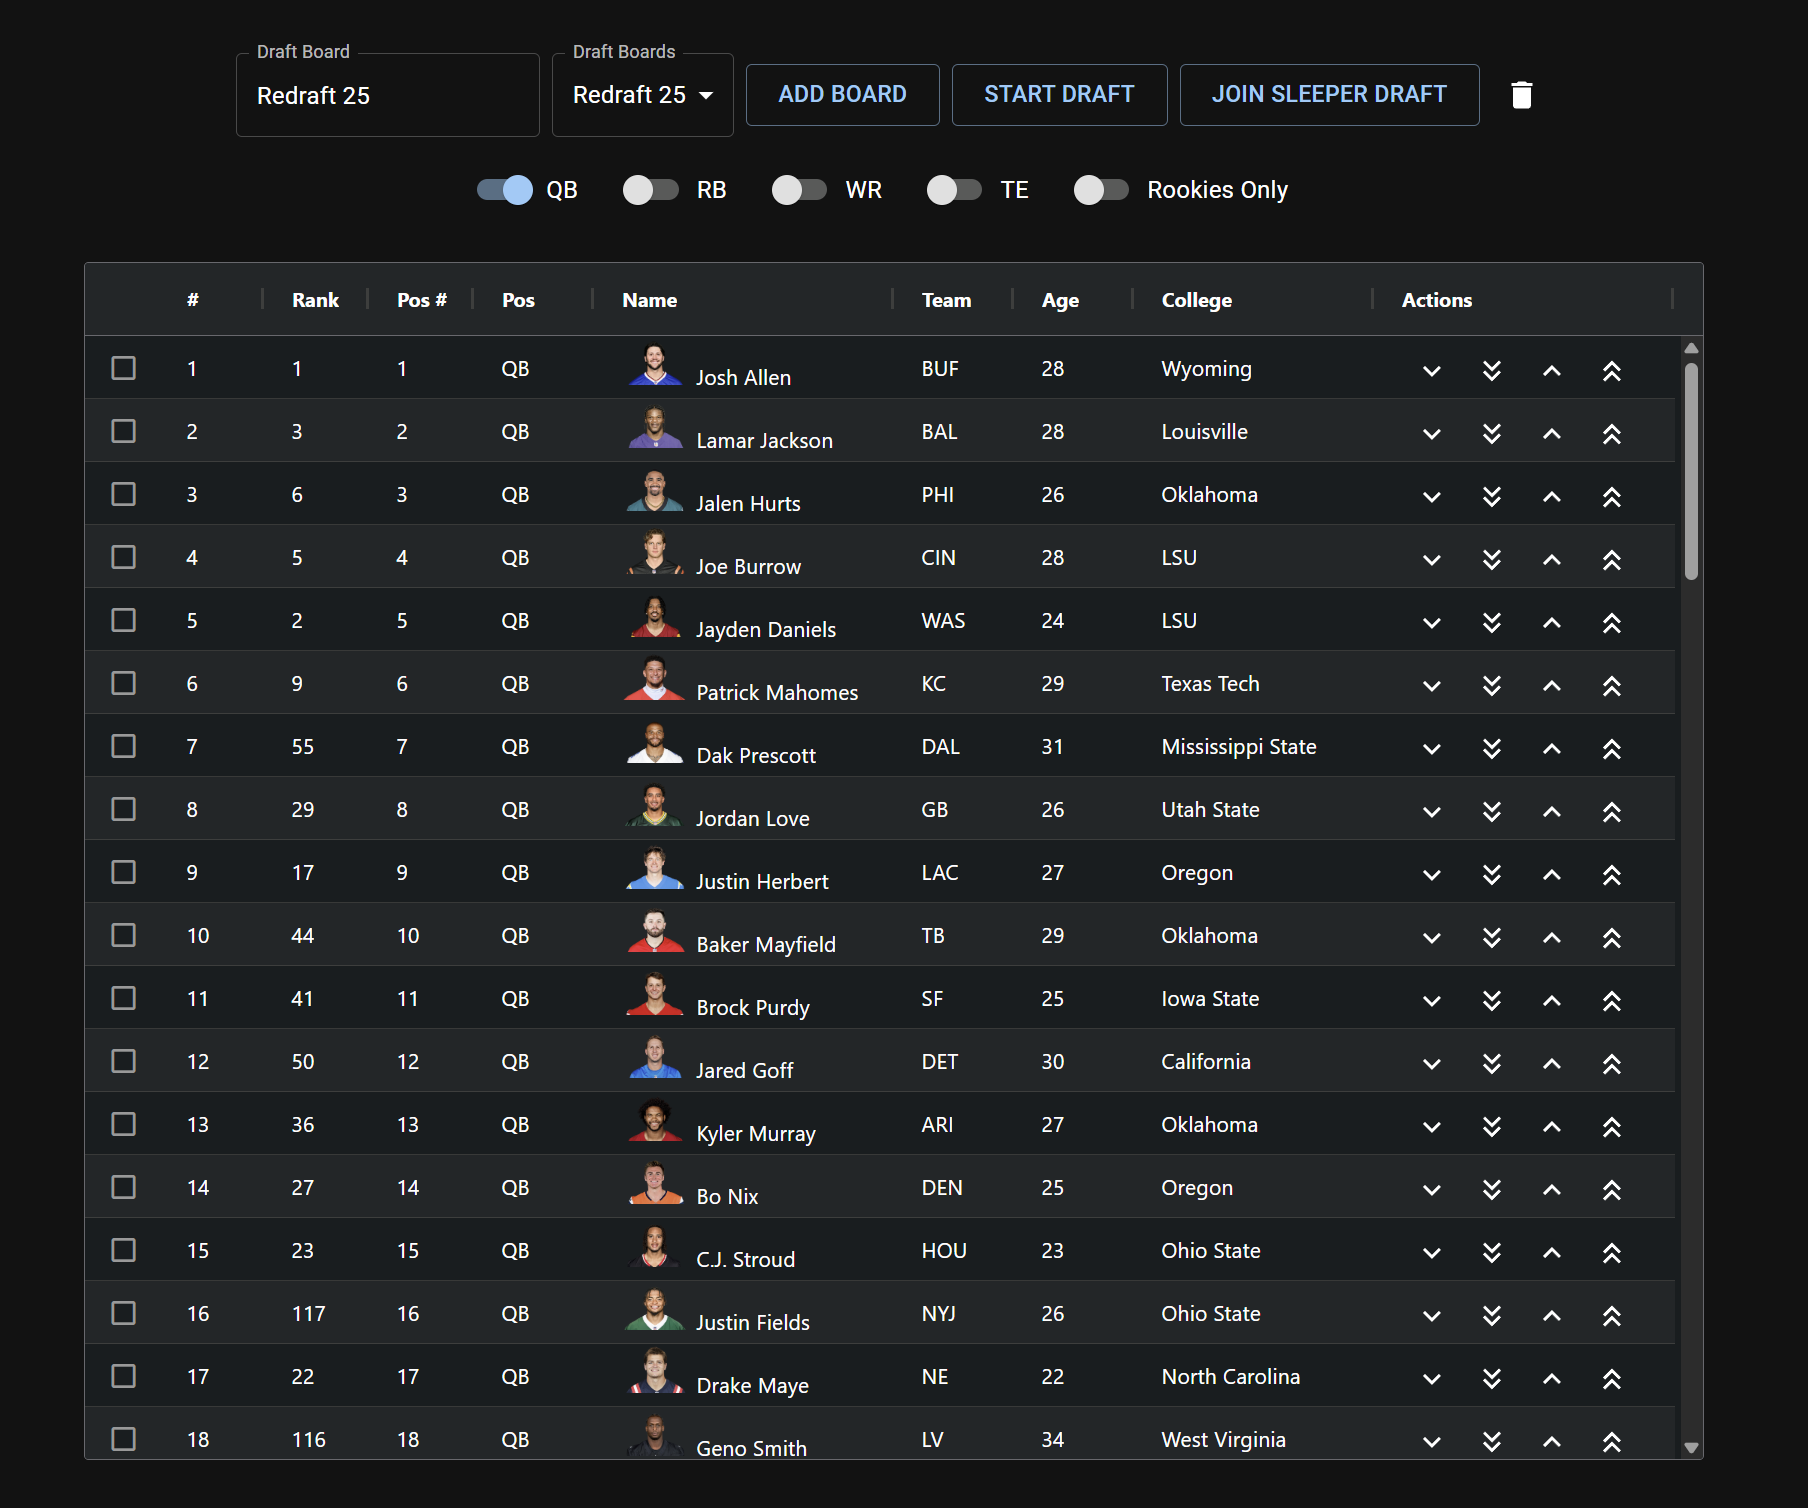 Draft Board Draft Boards
Redraft 25 Redraft 25 ADD BOARD START DRAFT JOIN SLEEPER DRAFT
QB RB WR TE Rookies Only
# Rank Pos # Pos Name Team Age College Actions
1 1 1 QB Josh Allen BUF 28 Wyoming
2 3 2 QB Lamar Jackson BAL 28 Louisville
3 6 3 QB Jalen Hurts PHI 26 Oklahoma
4 5 4 QB Joe Burrow CIN 28 LSU
5 2 5 QB Jayden Daniels WAS 24 LSU
6 9 6 QB Patrick Mahomes KC 29 Texas Tech
7 55 7 QB Dak Prescott DAL 31 Mississippi State
8 29 8 QB Jordan Love GB 26 Utah State
9 17 9 QB Justin Herbert LAC 27 Oregon
10 44 10 QB Baker Mayfield TB 29 Oklahoma
11 41 11 QB Brock Purdy SF 25 Iowa State
12 50 12 QB Jared Goff DET 30 California
13 36 13 QB Kyler Murray ARI 27 Oklahoma
14 27 14 QB Bo Nix DEN 25 Oregon
15 23 15 QB C.J. Stroud HOU 23 Ohio State
16 117 16 QB Justin Fields NYJ 26 Ohio State
17 22 17 QB Drake Maye NE 22 North Carolina
18 116 18 QB Geno Smith LV 34 West Virginia